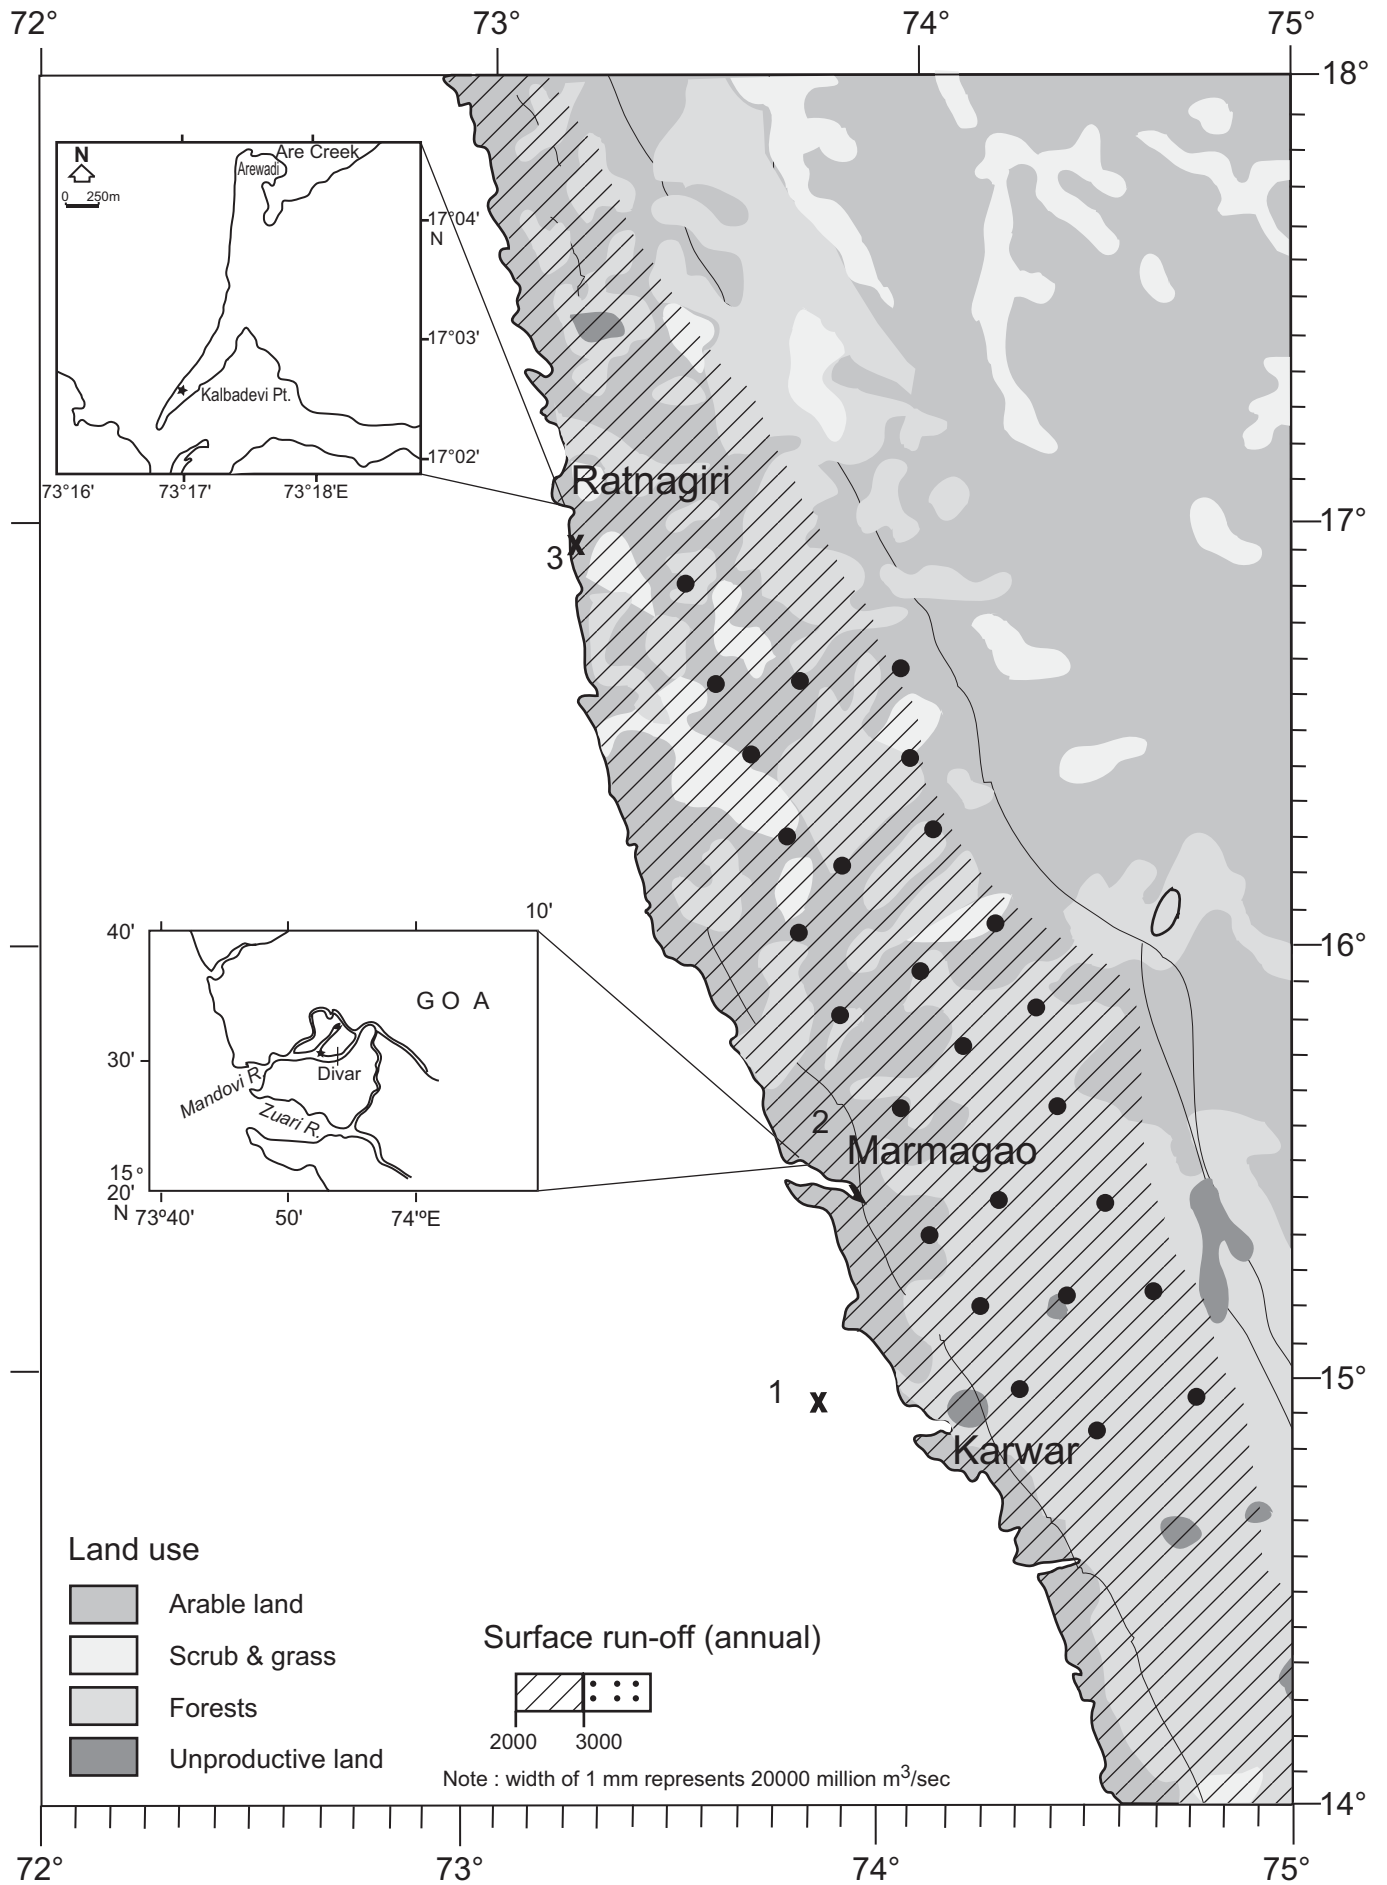 72° 73° 74° 75°
18°
N
0 250m
Are Creek
Arewadi
17°04'
N
17°03'
Kalbadevi Pt.
17°02'
73°16' 73°17' 73°18'E
Ratnagiri
17°
3 x
40' 10'
16°
G O A
30'
Divar
Mandovi R.
Zuari R.
15°
20'
N 73°40' 50' 74°E
2
Marmagao
15°
1 x
Karwar
Land use
Arable land
Scrub & grass
Forests
Unproductive land
Surface run-off (annual)
2000 3000
Note : width of 1 mm represents 20000 million m³/sec
14°
72° 73° 74° 75°